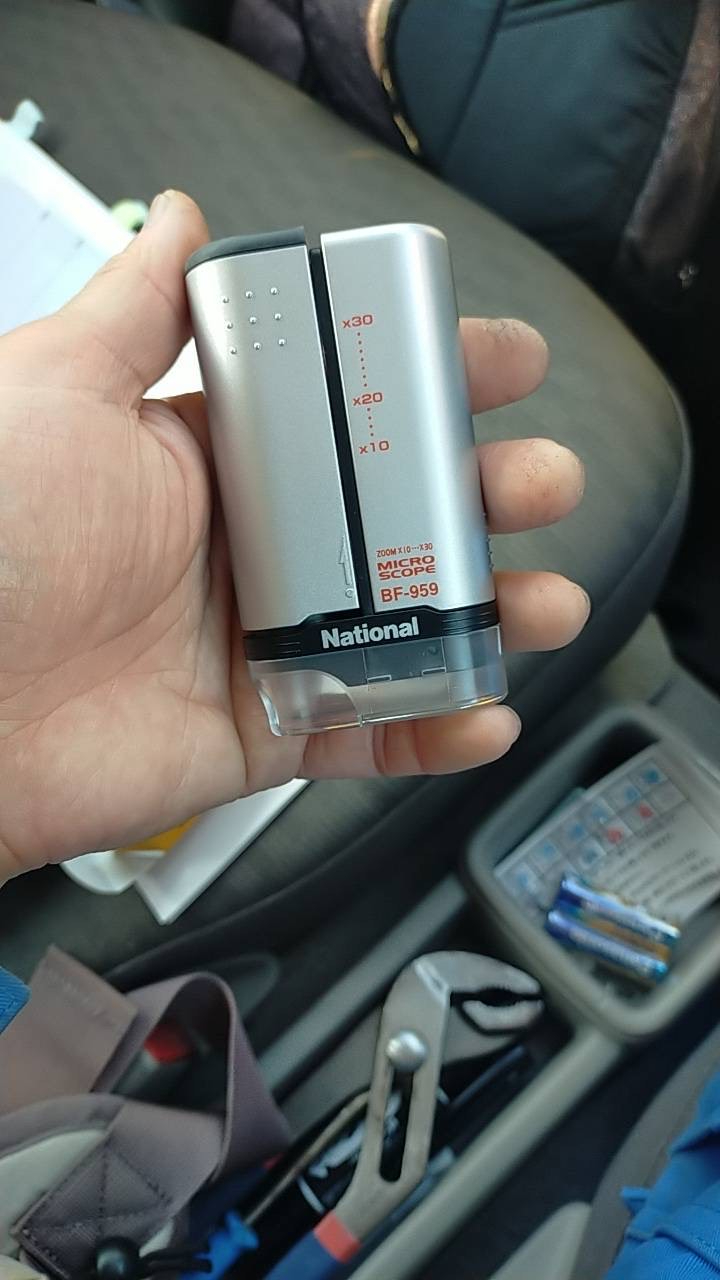 x30
x20
x10
ZOOM X10···X30
MICRO
SCOPE
BF-959
National